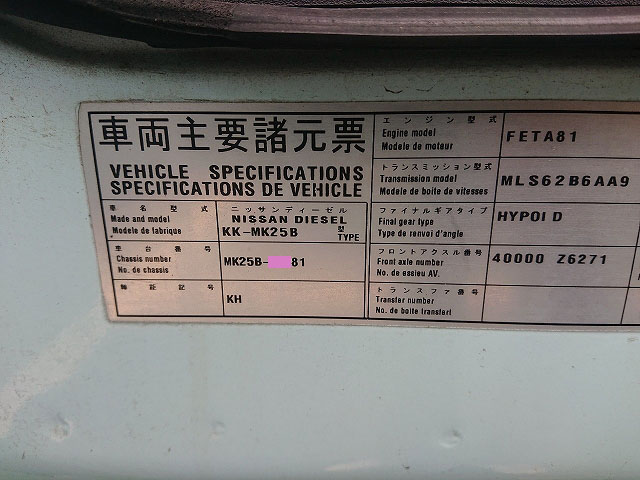 車両主要諸元票
VEHICLE SPECIFICATIONS
SPECIFICATIONS DE VEHICLE
車名型式
Made and model
Modele de fabrique
ニッサンディーゼル
NISSAN DIESEL
KK-MK25B 型
TYPE
車台番号
Chassis number
No. de chassis
MK25B- 81
記号
KH
エンジン型式
Engine model
Modele de moteur
FETA81
トランスミッション型式
Transmission model
Modele de boite de vitesses
MLS62B6AA9
ファイナルギアタイプ
Final gear type
Type de renvoi d'angle
HYPOI D
フロントアクスル番号
Front axle number
No. de essieu AV.
40000 Z6271
トランスファ番号
Transfer number
No. de boite transferi